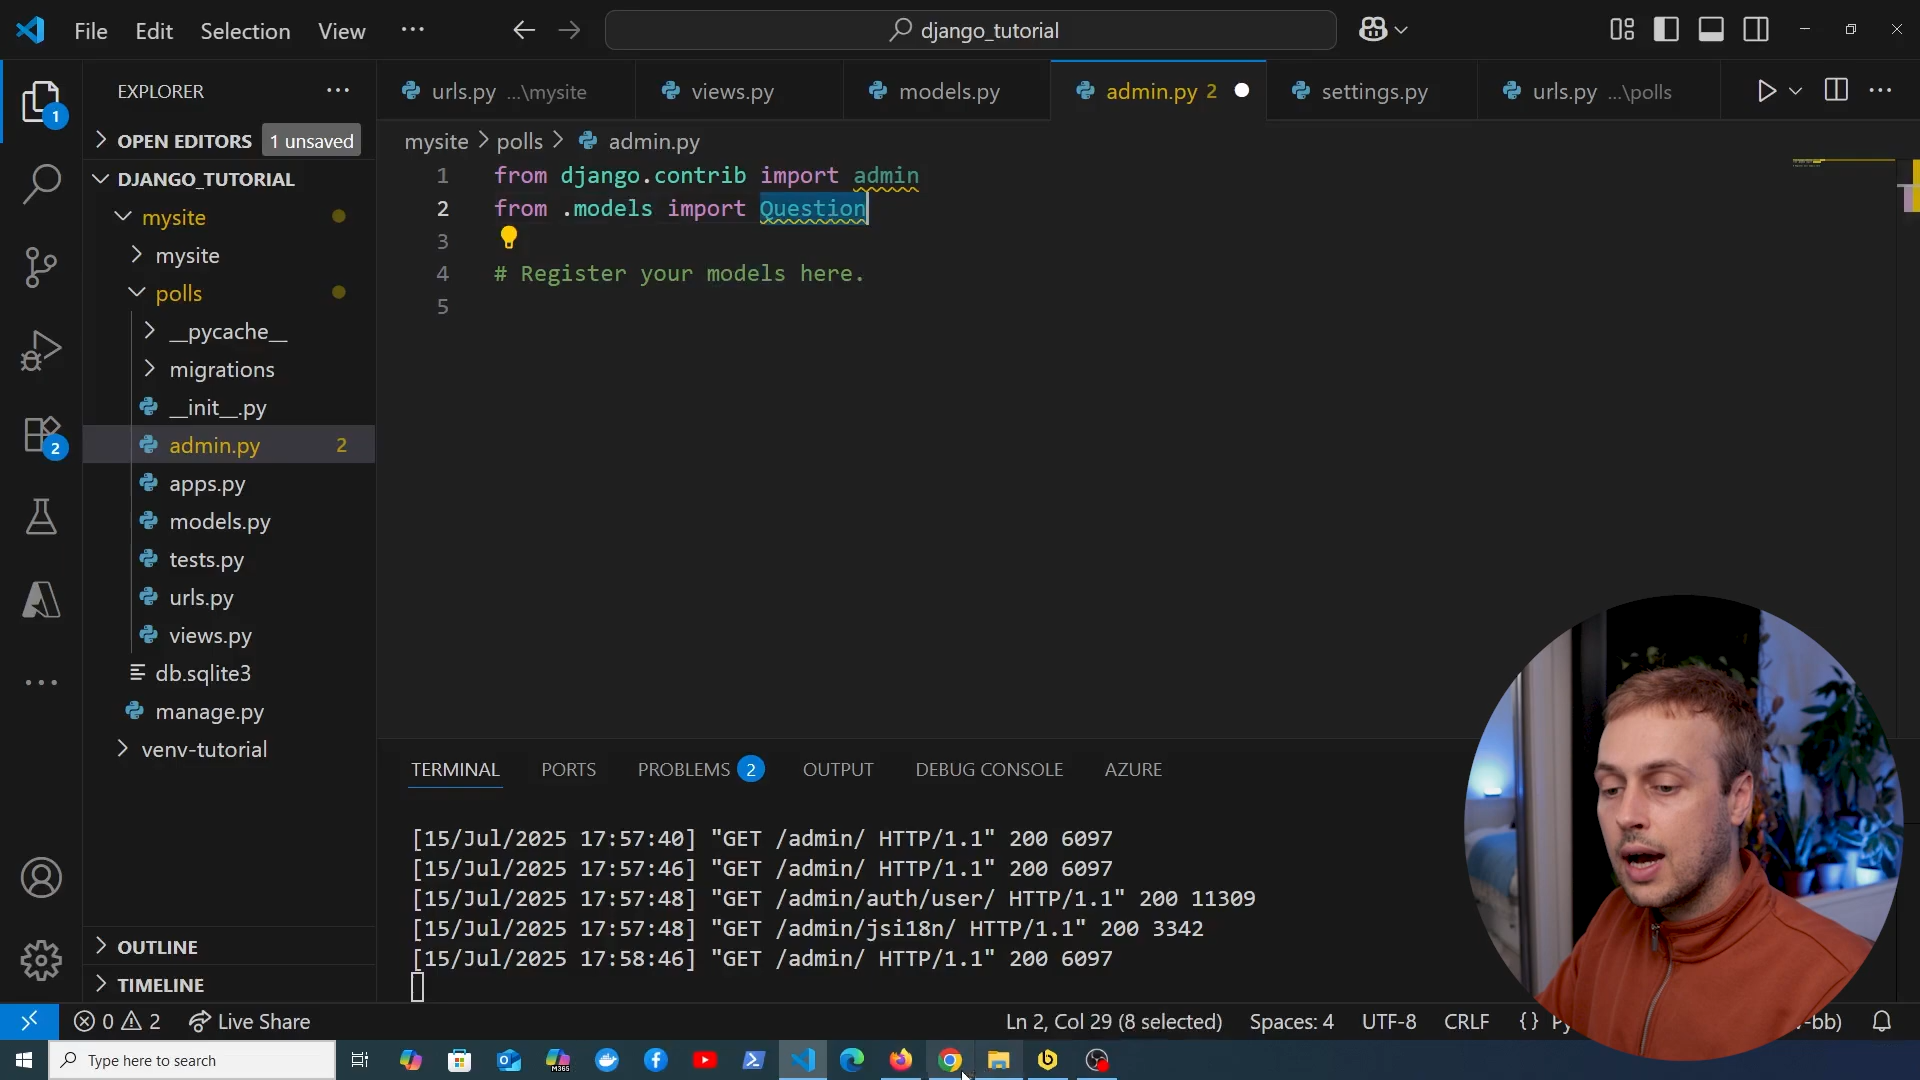 File Edit Selection View ··· django_tutorial
EXPLORER ···
OPEN EDITORS 1 unsaved
DJANGO_TUTORIAL
mysite
mysite
polls
__pycache__
migrations
__init__.py
admin.py 2
apps.py
models.py
tests.py
urls.py
views.py
db.sqlite3
manage.py
venv-tutorial
OUTLINE
TIMELINE
1
2
urls.py ...\mysite views.py models.py admin.py 2 settings.py urls.py ...\polls
mysite > polls > admin.py
1 from django.contrib import admin
2 from .models import Question
3
4 # Register your models here.
5
TERMINAL PORTS PROBLEMS 2 OUTPUT DEBUG CONSOLE AZURE
[15/Jul/2025 17:57:40] "GET /admin/ HTTP/1.1" 200 6097
[15/Jul/2025 17:57:46] "GET /admin/ HTTP/1.1" 200 6097
[15/Jul/2025 17:57:48] "GET /admin/auth/user/ HTTP/1.1" 200 11309
[15/Jul/2025 17:57:48] "GET /admin/jsi18n/ HTTP/1.1" 200 3342
[15/Jul/2025 17:58:46] "GET /admin/ HTTP/1.1" 200 6097
0 2 Live Share Ln 2, Col 29 (8 selected) Spaces: 4 UTF-8 CRLF {} -bb)
Type here to search M365